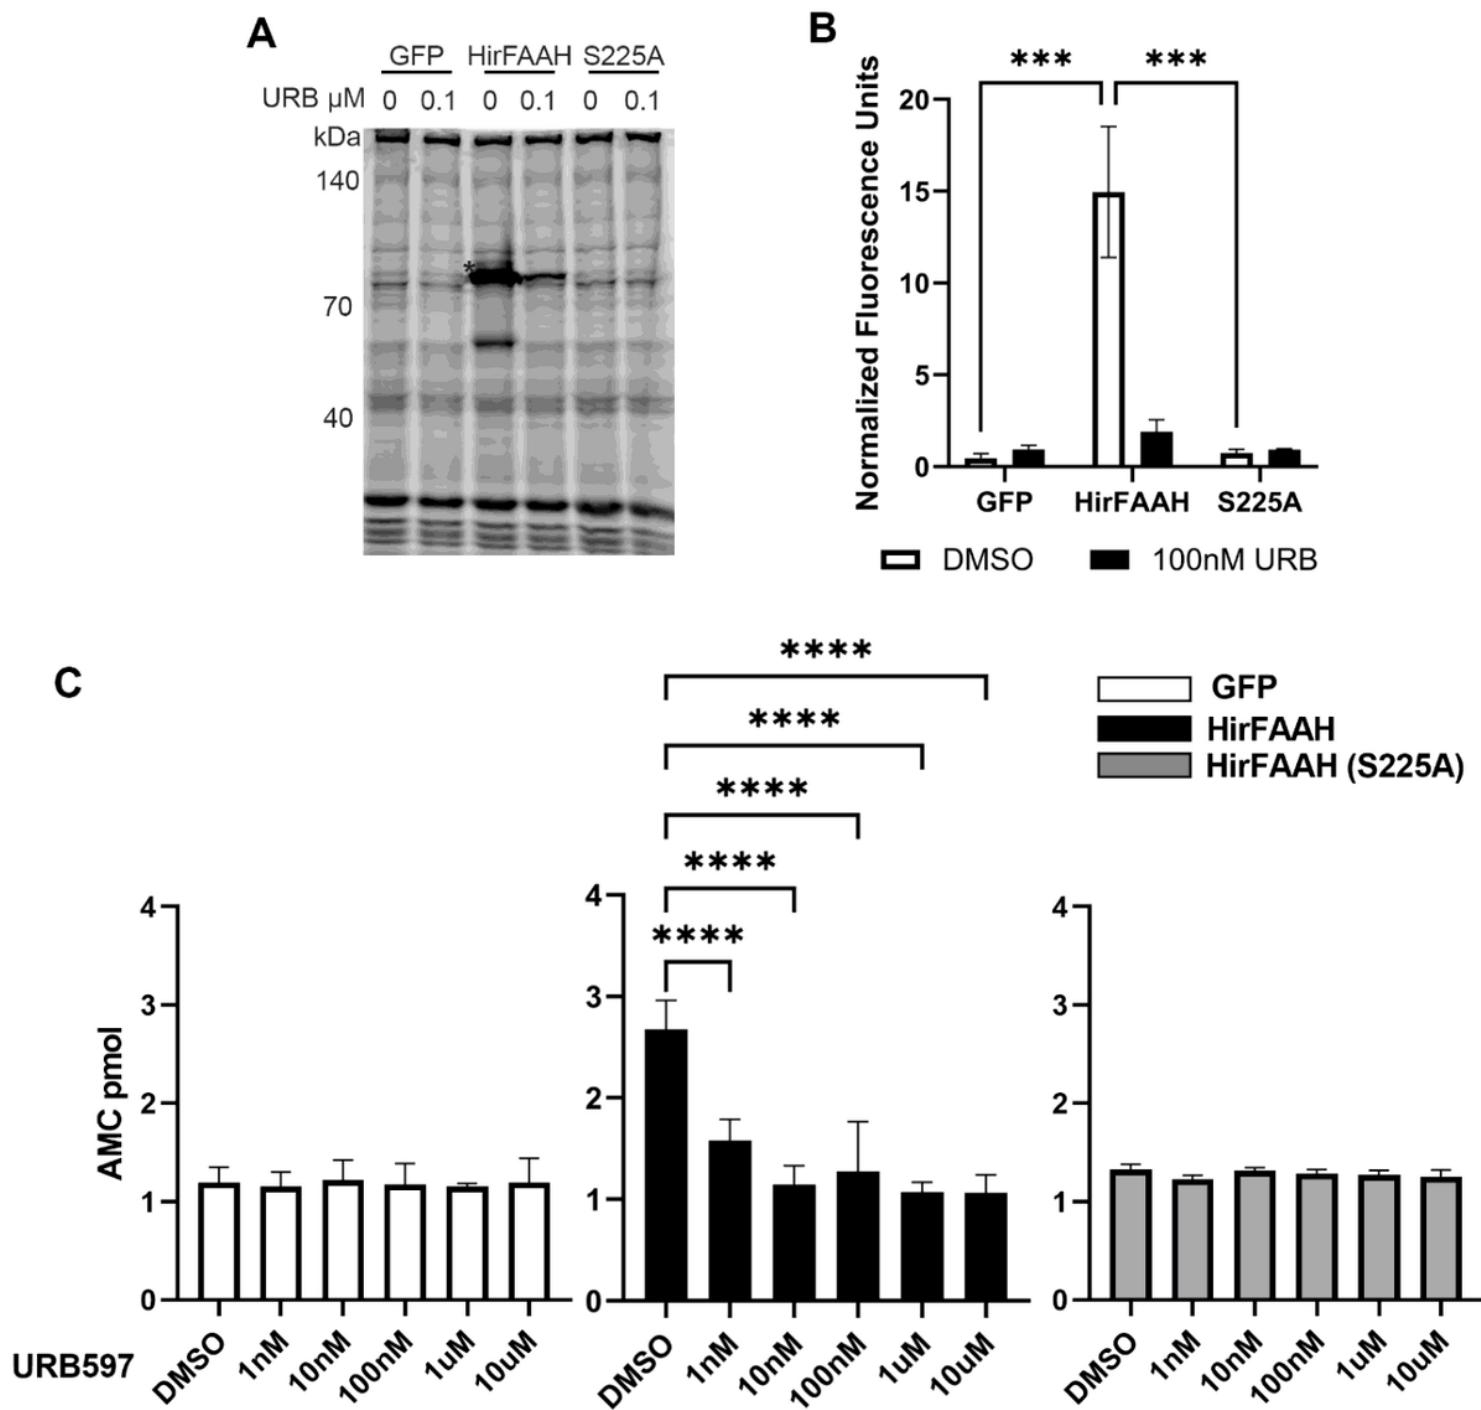 A
GFP HirFAAH S225A
URB µM 0 0.1 0 0.1 0 0.1
kDa
140
*
70
40
B
*** ***
Normalized Fluorescence Units
20
15
10
5
0
GFP HirFAAH S225A
DMSO 100nM URB
C
****
****
****
****
****
GFP
HirFAAH
HirFAAH (S225A)
AMC pmol
4
3
2
1
0
4
3
2
1
0
4
3
2
1
0
URB597
DMSO 1nM 10nM 100nM 1uM 10uM
DMSO 1nM 10nM 100nM 1uM 10uM
DMSO 1nM 10nM 100nM 1uM 10uM